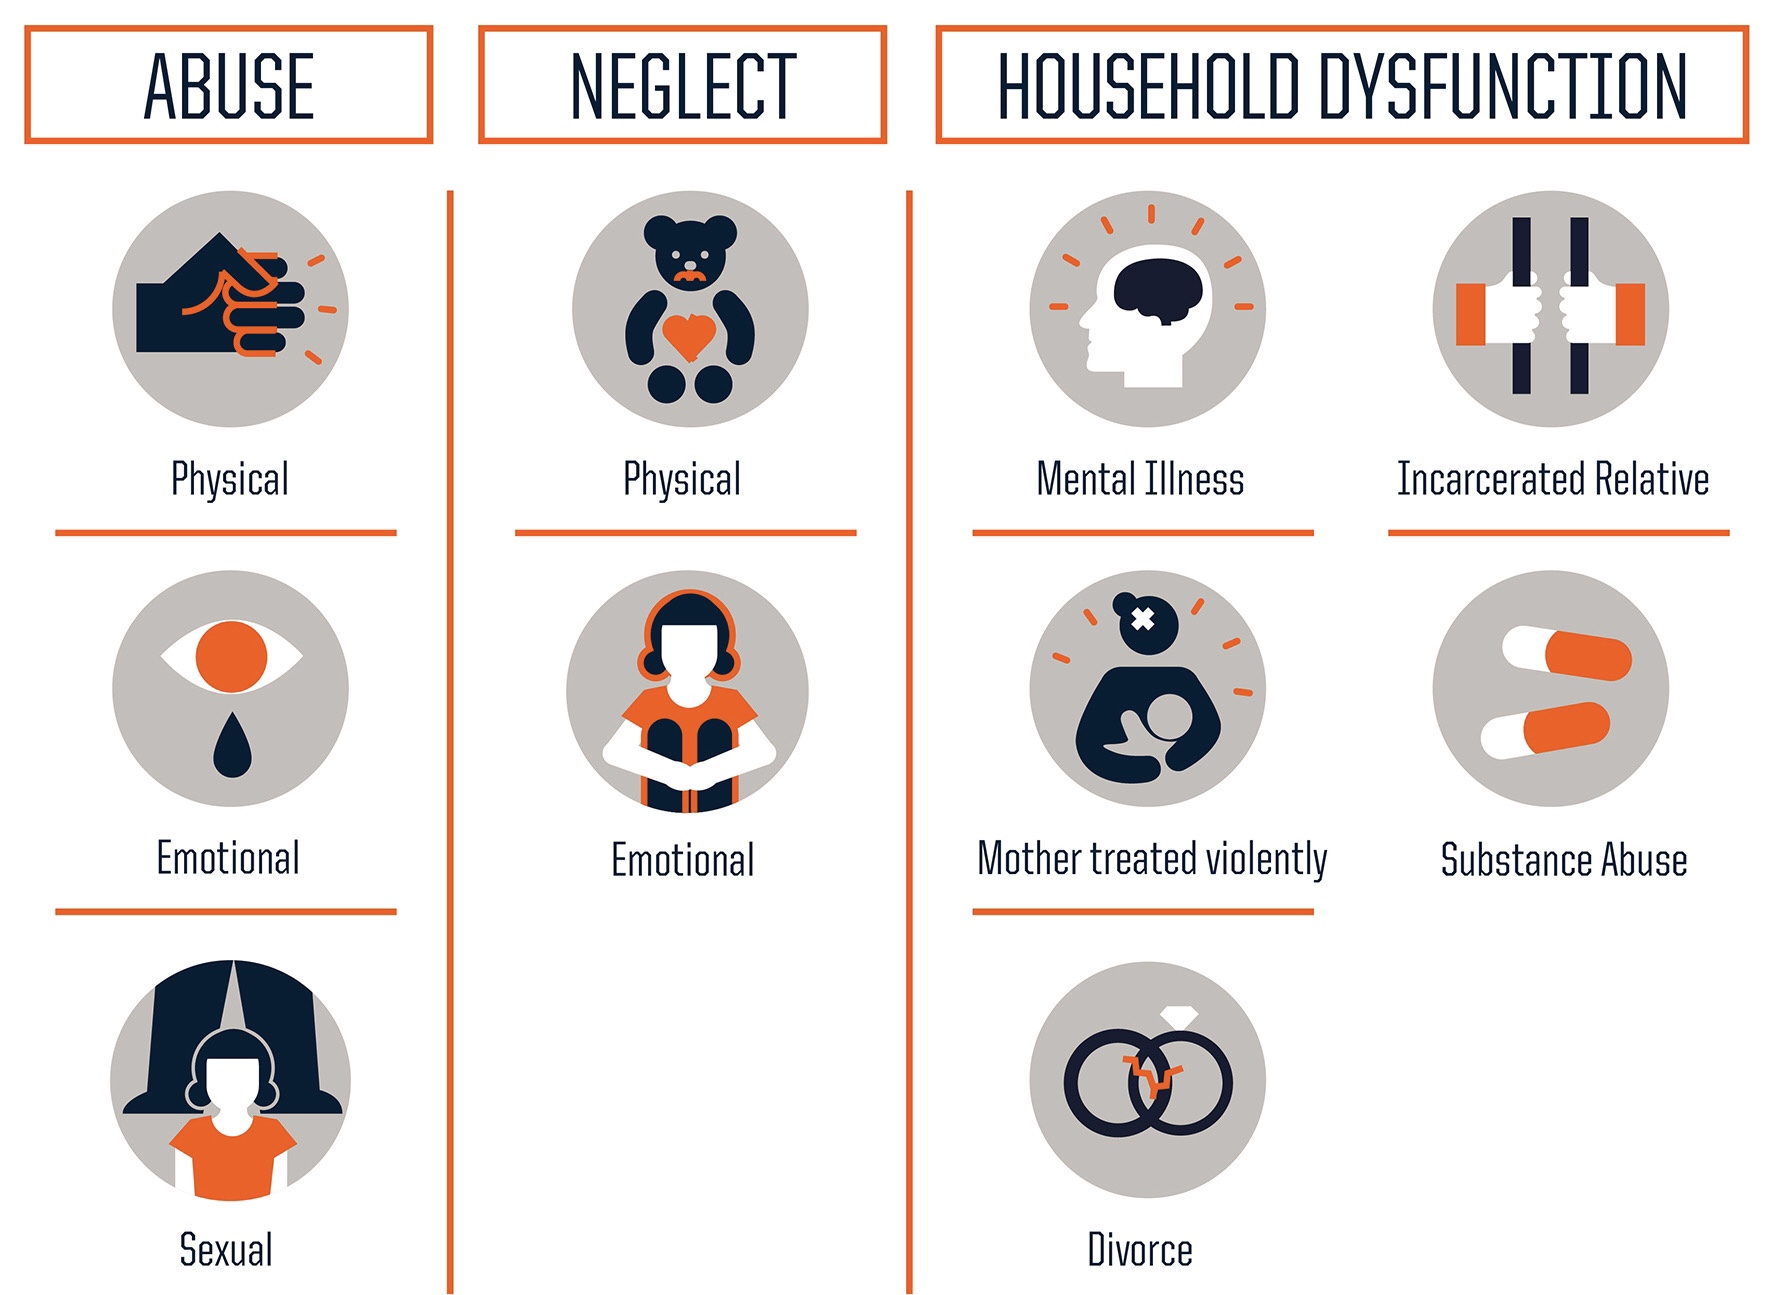 ABUSE
NEGLECT
HOUSEHOLD DYSFUNCTION
Physical
Physical
Mental Illness
Incarcerated Relative
Emotional
Emotional
Mother treated violently
Substance Abuse
Sexual
Divorce